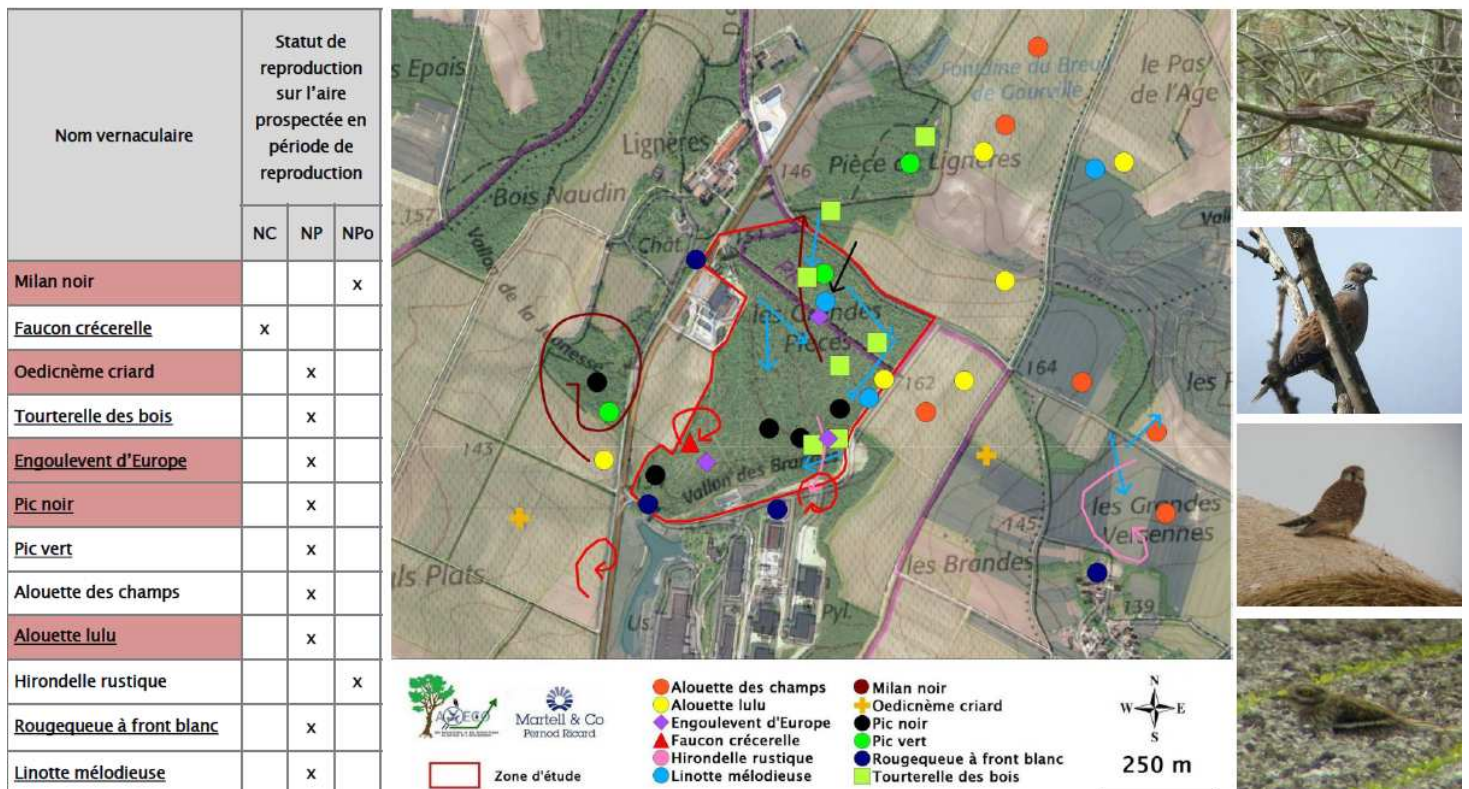 Nom vernaculaire
Statut de
reproduction
sur l'aire
prospectée en
période de
reproduction
NC NP NPo
Milan noir x
Faucon crécerelle x
Oedicnème criard x
Tourterelle des bois x
Engoulevent d'Europe x
Pic noir x
Pic vert x
Alouette des champs x
Alouette lulu x
Hirondelle rustique x
Rougequeue à front blanc x
Linotte mélodieuse x
s Epais
Fontaine du Breuil
de Gourville
le Pas
de l'Age
Lignères
146
Pièce de Lignères
Bois Naudin
157
Chât.
151
Vallon
de la
les Grandes
Pièces
162
164
143
Vallon des Brandes
les Grandes
Versennes
145
les Brandes
als Plats
Us.
Pyl.
139
Martell & Co
Pernod Ricard
Zone d'étude
Alouette des champs
Alouette lulu
Engoulevent d'Europe
Faucon crécerelle
Hirondelle rustique
Linotte mélodieuse
Milan noir
Oedicnème criard
Pic noir
Pic vert
Rougequeue à front blanc
Tourterelle des bois
N
W E
S
250 m